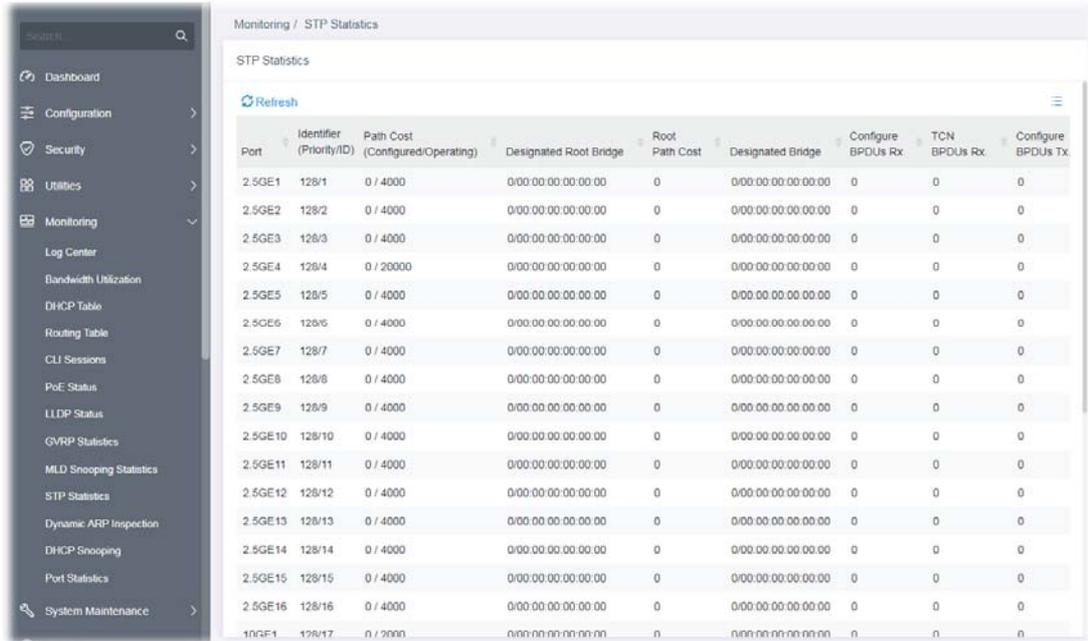 Search...
Dashboard
Configuration
Security
Utilities
Monitoring
Log Center
Bandwidth Utilization
DHCP Table
Routing Table
CLI Sessions
PoE Status
LLDP Status
GVRP Statistics
MLD Snooping Statistics
STP Statistics
Dynamic ARP Inspection
DHCP Snooping
Port Statistics
System Maintenance
Monitoring / STP Statistics
STP Statistics
Refresh
Port Identifier (Priority/ID) Path Cost (Configured/Operating) Designated Root Bridge Root Path Cost Designated Bridge Configure BPDUs Rx. TCN BPDUs Rx. Configure BPDUs Tx.
2.5GE1 128/1 0 / 4000 0/00:00:00:00:00:00 0 0/00:00:00:00:00:00 0 0 0
2.5GE2 128/2 0 / 4000 0/00:00:00:00:00:00 0 0/00:00:00:00:00:00 0 0 0
2.5GE3 128/3 0 / 4000 0/00:00:00:00:00:00 0 0/00:00:00:00:00:00 0 0 0
2.5GE4 128/4 0 / 20000 0/00:00:00:00:00:00 0 0/00:00:00:00:00:00 0 0 0
2.5GE5 128/5 0 / 4000 0/00:00:00:00:00:00 0 0/00:00:00:00:00:00 0 0 0
2.5GE6 128/6 0 / 4000 0/00:00:00:00:00:00 0 0/00:00:00:00:00:00 0 0 0
2.5GE7 128/7 0 / 4000 0/00:00:00:00:00:00 0 0/00:00:00:00:00:00 0 0 0
2.5GE8 128/8 0 / 4000 0/00:00:00:00:00:00 0 0/00:00:00:00:00:00 0 0 0
2.5GE9 128/9 0 / 4000 0/00:00:00:00:00:00 0 0/00:00:00:00:00:00 0 0 0
2.5GE10 128/10 0 / 4000 0/00:00:00:00:00:00 0 0/00:00:00:00:00:00 0 0 0
2.5GE11 128/11 0 / 4000 0/00:00:00:00:00:00 0 0/00:00:00:00:00:00 0 0 0
2.5GE12 128/12 0 / 4000 0/00:00:00:00:00:00 0 0/00:00:00:00:00:00 0 0 0
2.5GE13 128/13 0 / 4000 0/00:00:00:00:00:00 0 0/00:00:00:00:00:00 0 0 0
2.5GE14 128/14 0 / 4000 0/00:00:00:00:00:00 0 0/00:00:00:00:00:00 0 0 0
2.5GE15 128/15 0 / 4000 0/00:00:00:00:00:00 0 0/00:00:00:00:00:00 0 0 0
2.5GE16 128/16 0 / 4000 0/00:00:00:00:00:00 0 0/00:00:00:00:00:00 0 0 0
10GE1 128/17 0 / 2000 0/00:00:00:00:00:00 0 0/00:00:00:00:00:00 0 0 0